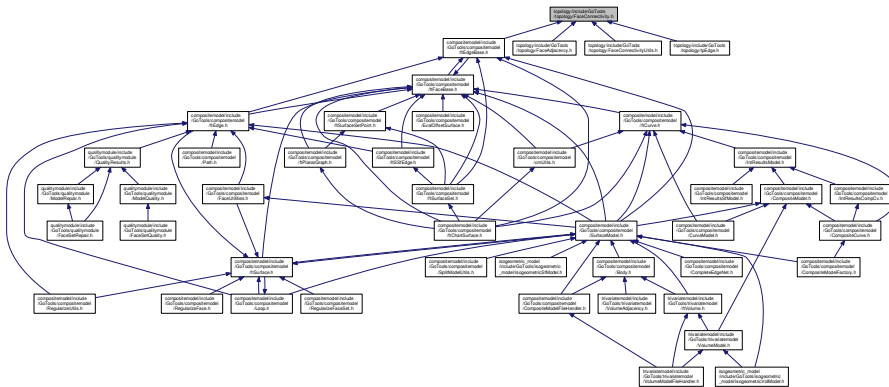 topology/include/GoTools
/topology/FaceConnectivity.h
compositemodel/include
/GoTools/compositemodel
/ftEdgeBase.h
topology/include/GoTools
/topology/FaceAdjacency.h
topology/include/GoTools
/topology/FaceConnectivityUtils.h
topology/include/GoTools
/topology/tpEdge.h
compositemodel/include
/GoTools/compositemodel
/ftFaceBase.h
compositemodel/include
/GoTools/compositemodel
/ftEdge.h
compositemodel/include
/GoTools/compositemodel
/ftSurfaceSetPoint.h
compositemodel/include
/GoTools/compositemodel
/EvalOffsetSurface.h
compositemodel/include
/GoTools/compositemodel
/ftCurve.h
qualitymodule/include
/GoTools/qualitymodule
/QualityResults.h
compositemodel/include
/GoTools/compositemodel
/Path.h
compositemodel/include
/GoTools/compositemodel
/ftPlanarGraph.h
compositemodel/include
/GoTools/compositemodel
/ftSSfEdge.h
compositemodel/include
/GoTools/compositemodel
/cmUtils.h
compositemodel/include
/GoTools/compositemodel
/IntResultsModel.h
qualitymodule/include
/GoTools/qualitymodule
/ModelRepair.h
qualitymodule/include
/GoTools/qualitymodule
/ModelQuality.h
compositemodel/include
/GoTools/compositemodel
/FaceUtilities.h
compositemodel/include
/GoTools/compositemodel
/ftSurfaceSet.h
compositemodel/include
/GoTools/compositemodel
/IntResultsSfModel.h
compositemodel/include
/GoTools/compositemodel
/CompositeModel.h
compositemodel/include
/GoTools/compositemodel
/IntResultsCompCv.h
qualitymodule/include
/GoTools/qualitymodule
/FaceSetRepair.h
qualitymodule/include
/GoTools/qualitymodule
/FaceSetQuality.h
compositemodel/include
/GoTools/compositemodel
/ftChartSurface.h
compositemodel/include
/GoTools/compositemodel
/SurfaceModel.h
compositemodel/include
/GoTools/compositemodel
/CurveModel.h
compositemodel/include
/GoTools/compositemodel
/CompositeCurve.h
compositemodel/include
/GoTools/compositemodel
/ftSurface.h
compositemodel/include
/GoTools/compositemodel
/SplitModelUtils.h
isogeometric_model
/includeGoTools/isogeometric
_model/IsogeometricSfModel.h
compositemodel/include
/GoTools/compositemodel
/Body.h
compositemodel/include
/GoTools/compositemodel
/CompleteEdgeNet.h
compositemodel/include
/GoTools/compositemodel
/CompositeModelFactory.h
compositemodel/include
/GoTools/compositemodel
/RegularizeUtils.h
compositemodel/include
/GoTools/compositemodel
/RegularizeFace.h
compositemodel/include
/GoTools/compositemodel
/Loop.h
compositemodel/include
/GoTools/compositemodel
/RegularizeFaceSet.h
compositemodel/include
/GoTools/compositemodel
/CompositeModelFileHandler.h
trivariatemodel/include
/GoTools/trivariatemodel
/VolumeAdjacency.h
trivariatemodel/include
/GoTools/trivariatemodel
/ftVolume.h
trivariatemodel/include
/GoTools/trivariatemodel
/VolumeModel.h
trivariatemodel/include
/GoTools/trivariatemodel
/VolumeModelFileHandler.h
isogeometric_model
/includeGoTools/isogeometric
_model/IsogeometricVolModel.h